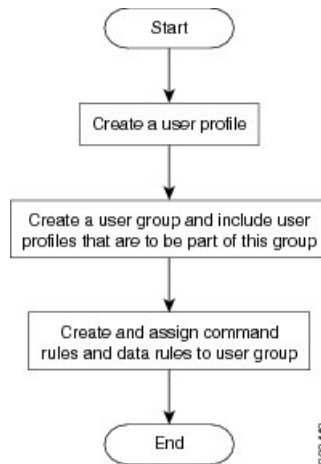 Start
Create a user profile
Create a user group and include user
profiles that are to be part of this group
Create and assign command
rules and data rules to user group
End